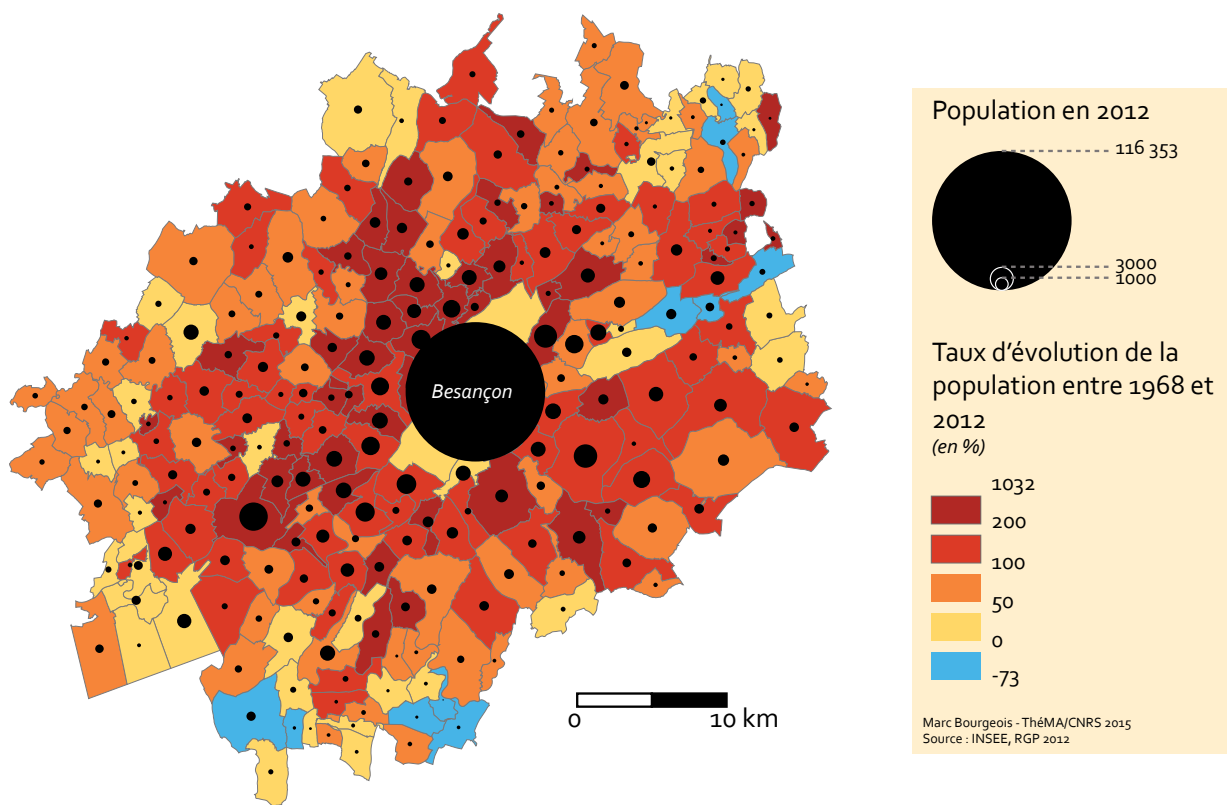 Besançon
0
10 km
Population en 2012
116 353
3000
1000
Taux d’évolution de la
population entre 1968 et
2012
(en %)
1032
200
100
50
0
-73
Marc Bourgeois - ThéMA/CNRS 2015
Source : INSEE, RGP 2012